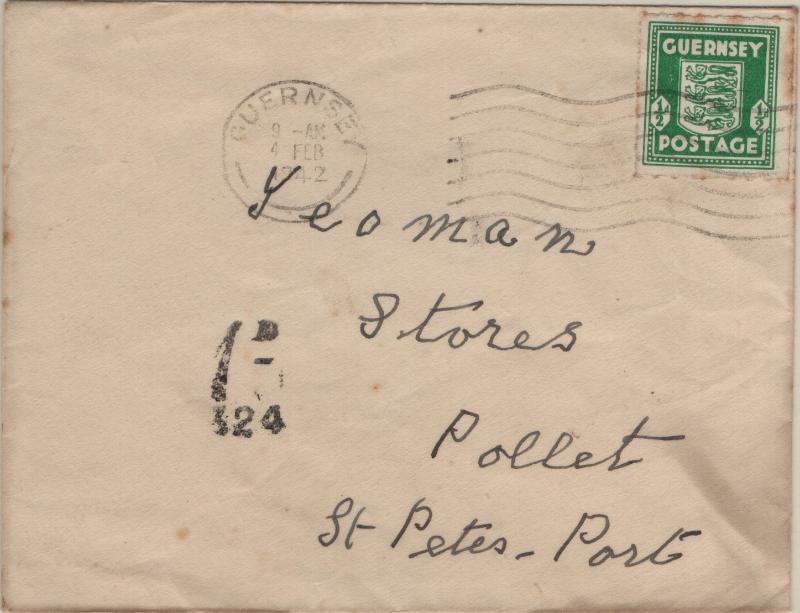 GUERNSEY
½ ½
POSTAGE
GUERNSEY
9 - AM
4 FEB
1942
Yeoman
Stores
D
324
Pollet
St Petes - Port